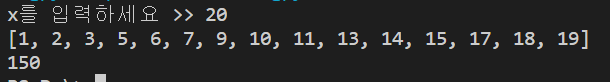 x를 입력하세요 >> 20
[1, 2, 3, 5, 6, 7, 9, 10, 11, 13, 14, 15, 17, 18, 19]
150